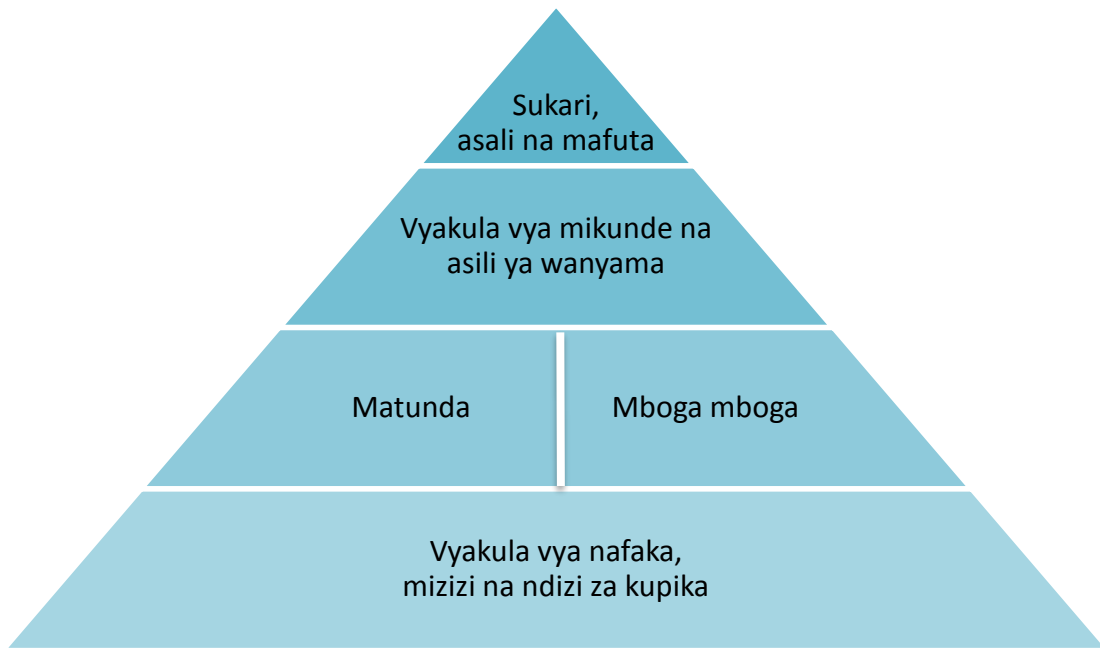 Sukari,
asali na mafuta
Vyakula vya mikunde na
asili ya wanyama
Matunda
Mboga mboga
Vyakula vya nafaka,
mizizi na ndizi za kupika